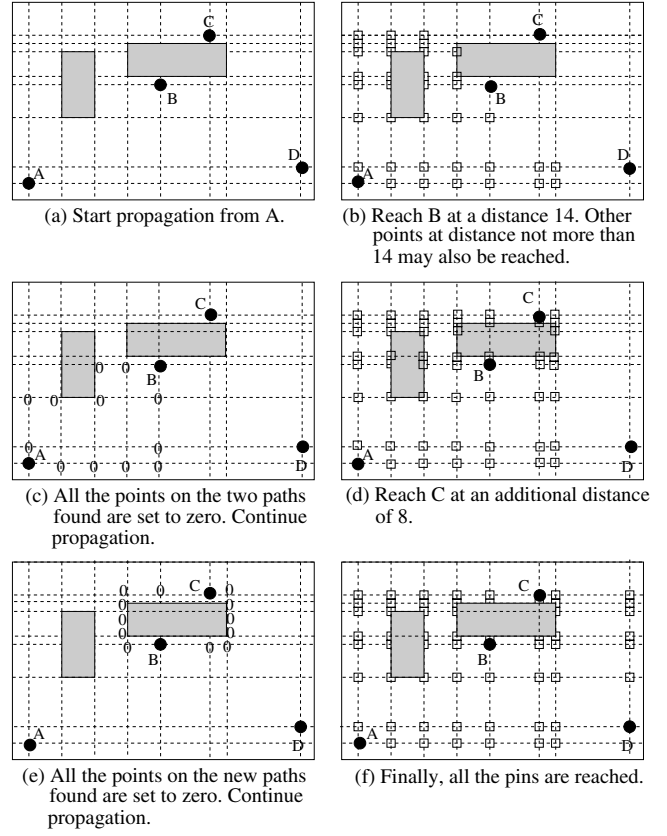 C
B
D
A
(a) Start propagation from A.
C
B
D
A
(b) Reach B at a distance 14. Other
points at distance not more than
14 may also be reached.
C
0 0
B
0 0 0 0
0 0
A
0 0 0 0
D
(c) All the points on the two paths
found are set to zero. Continue
propagation.
C
B
A
D
(d) Reach C at an additional distance
of 8.
0 0 C 0
0 0
0 0
0 0
B 0 0 0
A
D
(e) All the points on the new paths
found are set to zero. Continue
propagation.
C
B
A
D
(f) Finally, all the pins are reached.